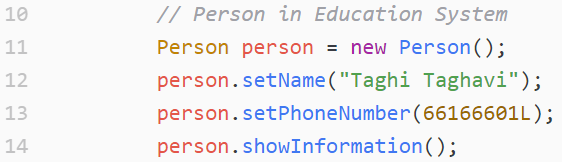 10 // Person in Education System
11 Person person = new Person();
12 person.setName("Taghi Taghavi");
13 person.setPhoneNumber(66166601L);
14 person.showInformation();